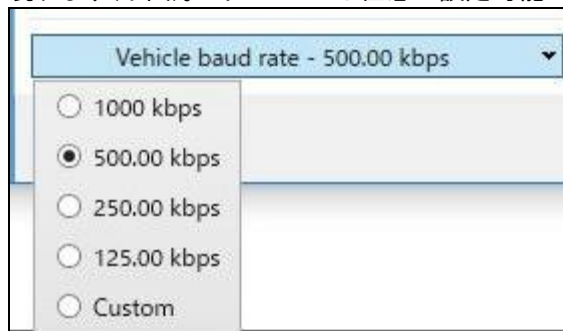 Vehicle baud rate - 500.00 kbps
1000 kbps
500.00 kbps
250.00 kbps
125.00 kbps
Custom